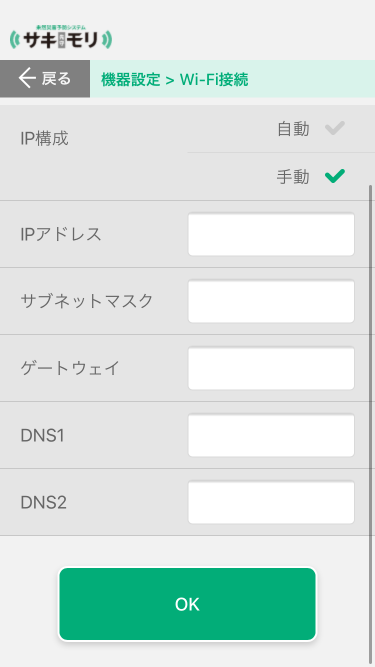 サキモリ
戻る
機器設定 > Wi-Fi接続
IP構成
自動
手動
IPアドレス
サブネットマスク
ゲートウェイ
DNS1
DNS2
OK